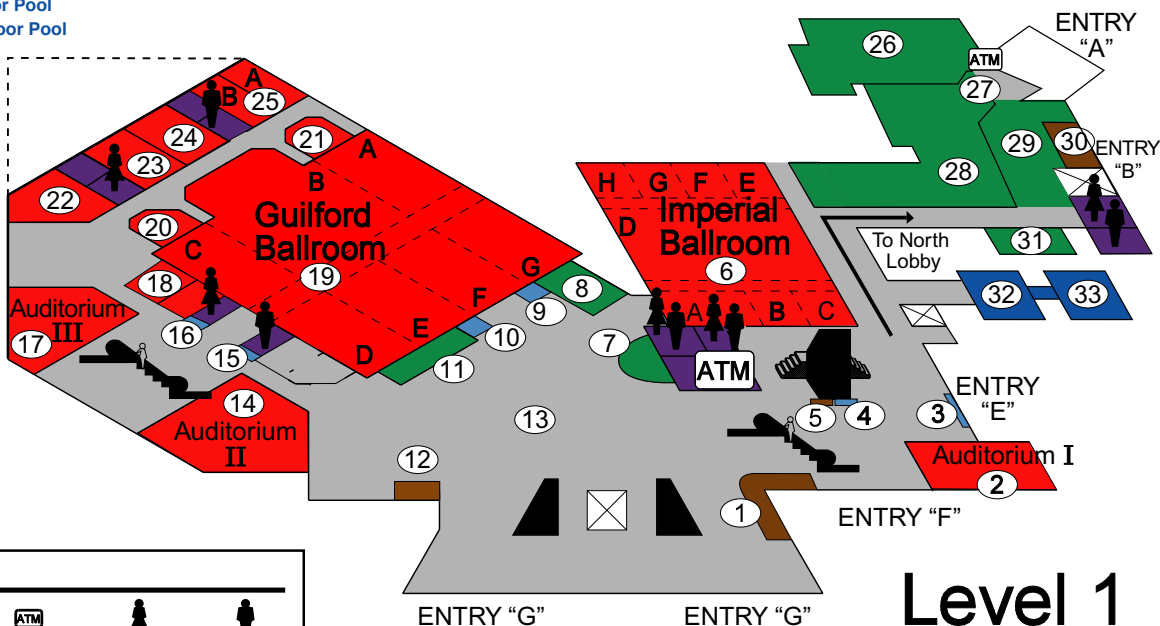 or Pool
oor Pool
ENTRY
“A”
26
ATM
27
A
B
25
24
23
22
21
A
B
Guilford
Ballroom
19
C
20
18
G
F
E
D
H G F E
D
Imperial
Ballroom
6
A B C
28
29
30
ENTRY
“B”
31
To North
Lobby
32
33
8
9
10
11
7
ATM
Auditorium
III
17
16
15
14
Auditorium
II
13
12
5
4
3
ENTRY
“E”
Auditorium I
2
1
ENTRY “F”
ENTRY “G”
ENTRY “G”
Level 1
ATM